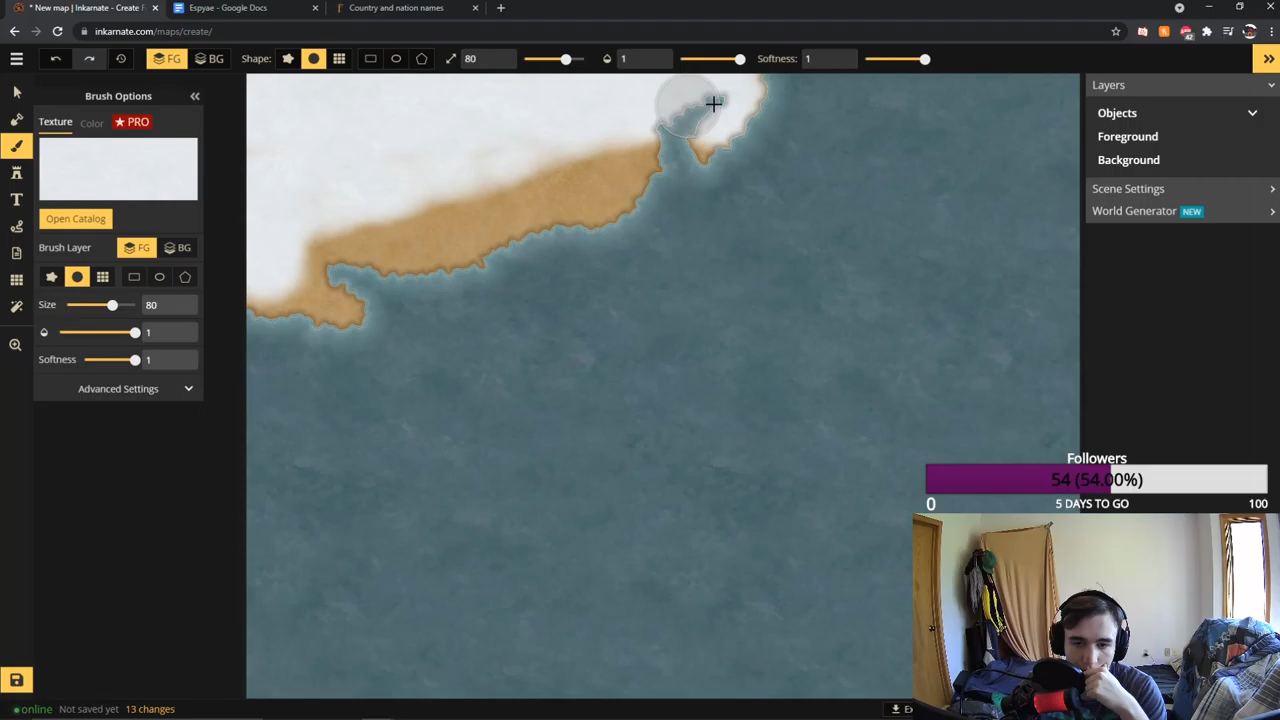 * New map | Inkarnate - Create F
Espyae - Google Docs
Country and nation names
inkarnate.com/maps/create/
42
FG
BG
Shape:
80
1
Softness:
1
Brush Options
Texture
Color
PRO
Open Catalog
Brush Layer
FG
BG
Size
80
1
Softness
1
Advanced Settings
Layers
Objects
Foreground
Background
Scene Settings
World Generator NEW
Followers
54 (54.00%)
0
5 DAYS TO GO
100
online
Not saved yet
13 changes